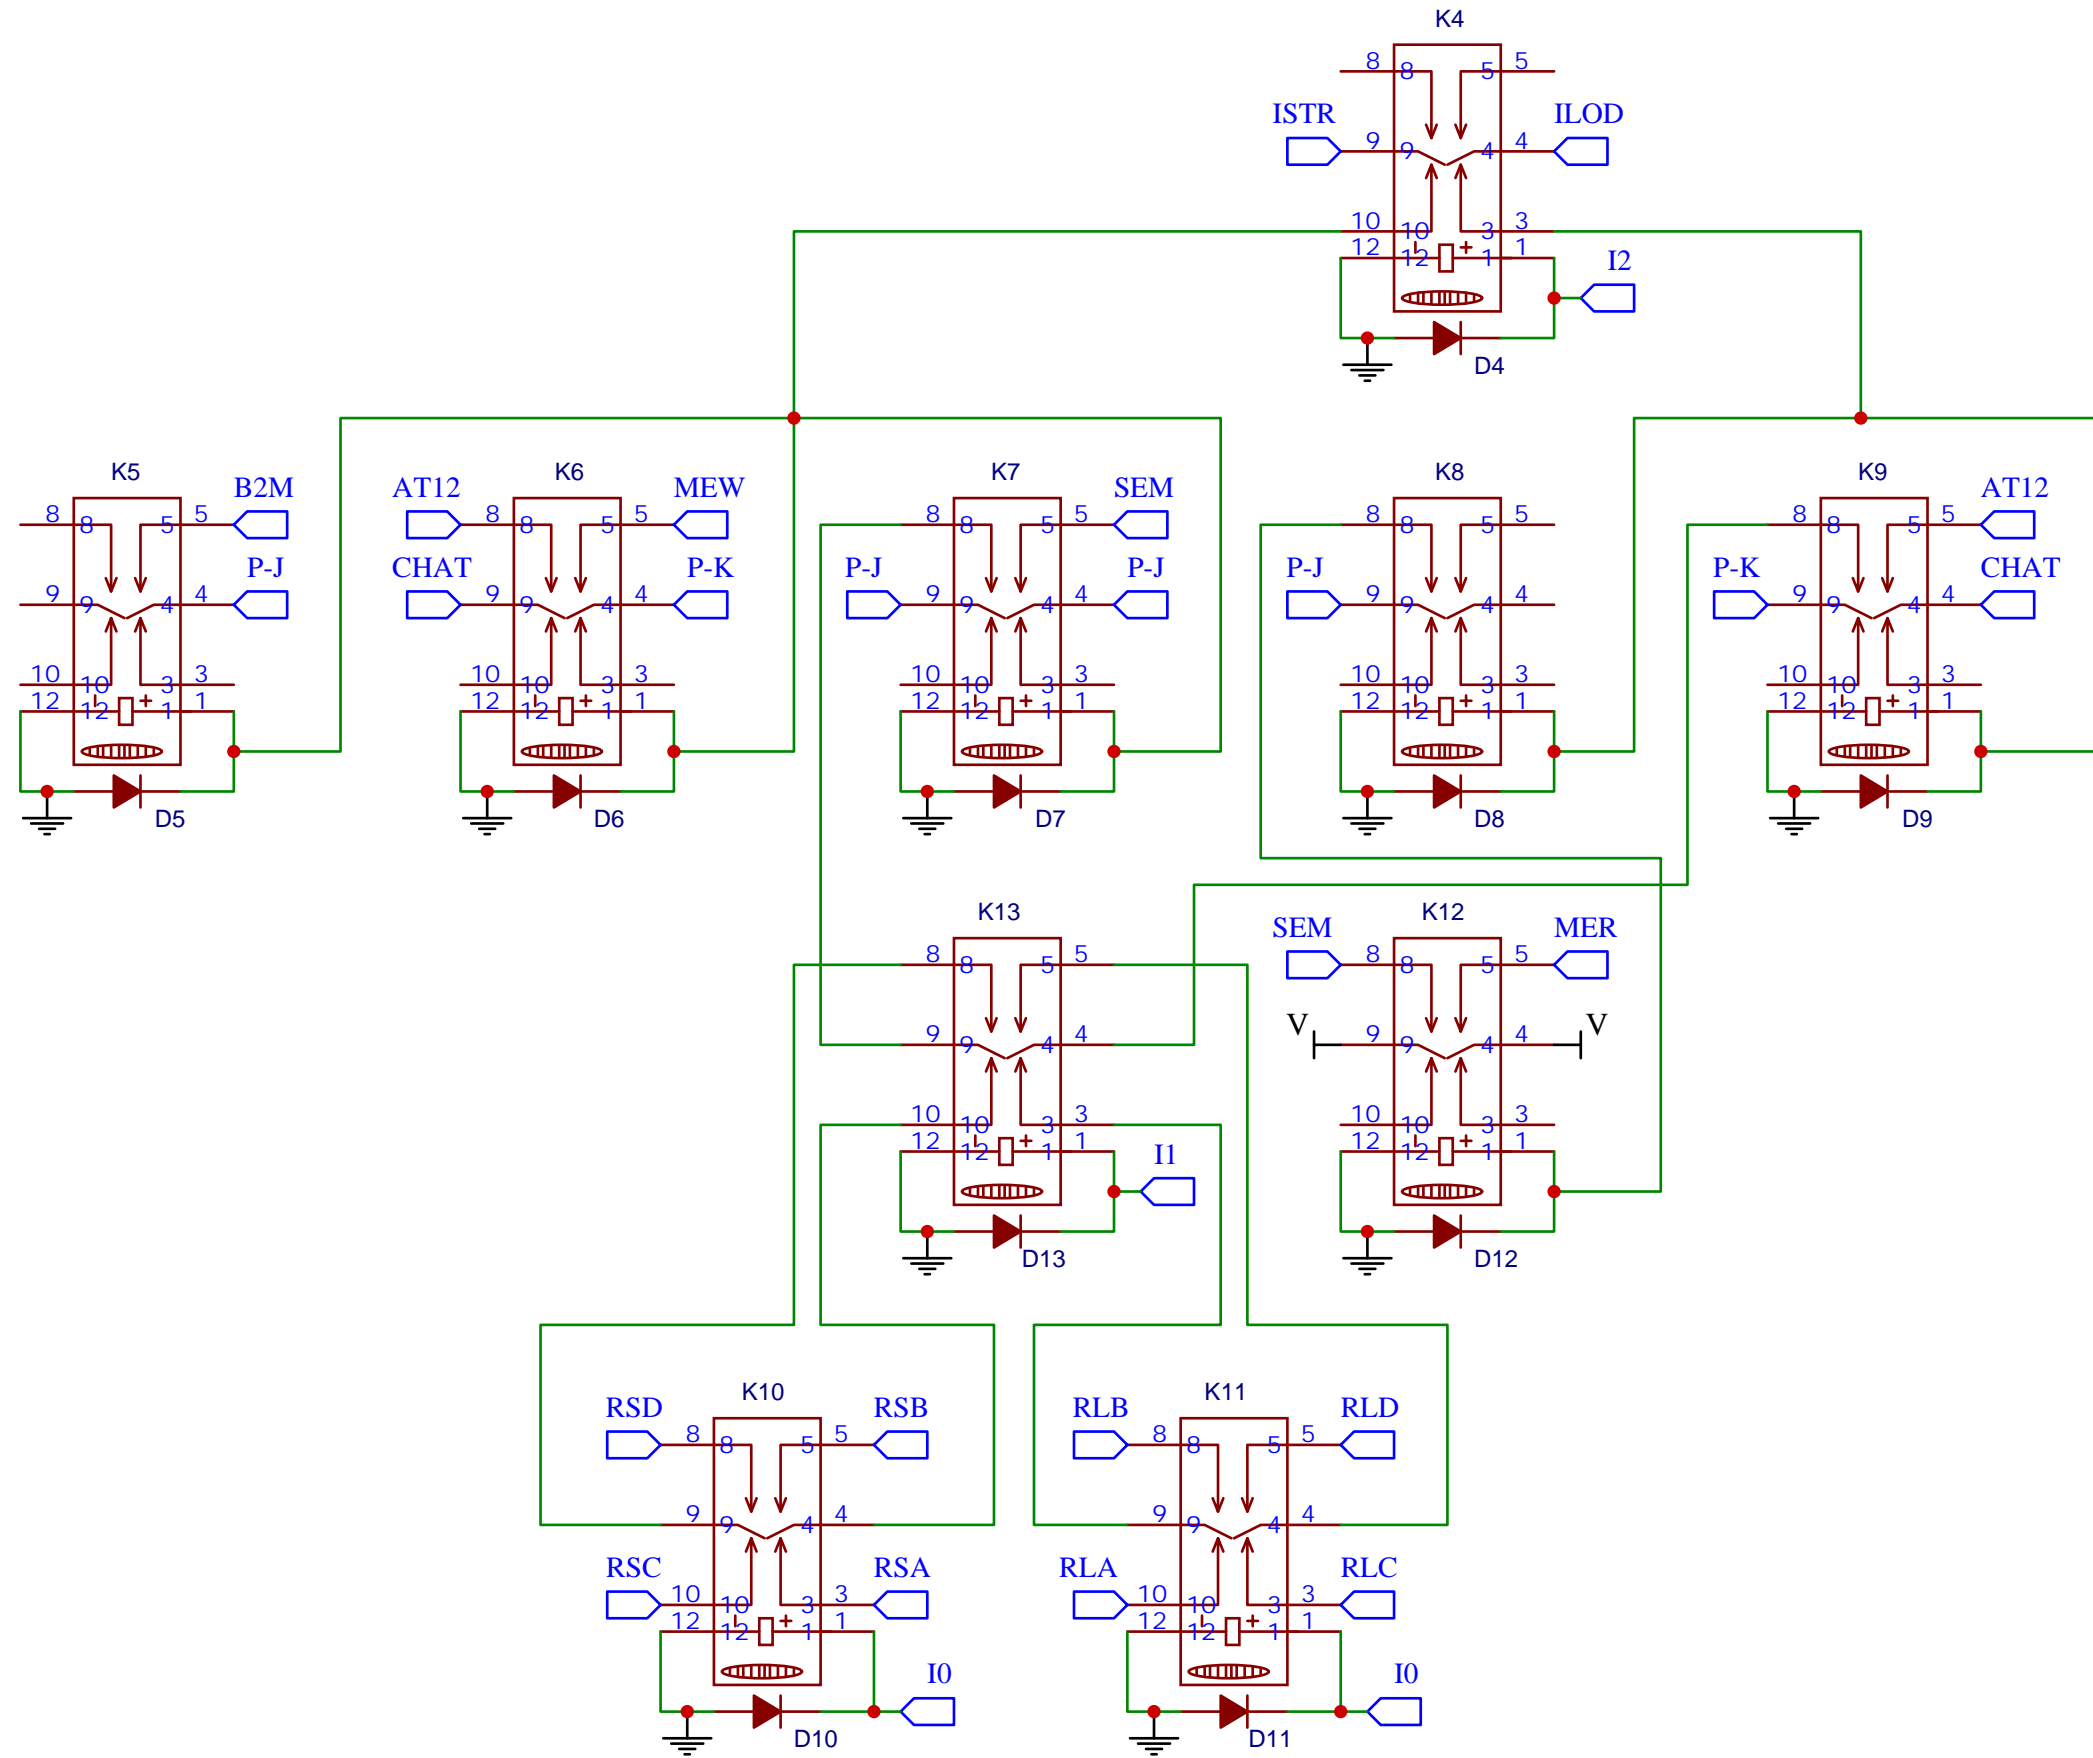 K4
8 8 5 5
ISTR ILOD
9 9 4 4
10 10 3 3
12 12 + 1 1
I2
D4
K5 K6 K7 K8 K9
B2M AT12 MEW SEM AT12
8 8 5 5 8 8 5 5 8 8 5 5 8 8 5 5 8 8 5 5
P-J CHAT P-K P-J P-J P-J P-K CHAT
9 9 4 4 9 9 4 4 9 9 4 4 9 9 4 4 9 9 4 4
10 10 3 3 10 10 3 3 10 10 3 3 10 10 3 3 10 10 3 3
12 12 + 1 1 12 12 + 1 1 12 12 + 1 1 12 12 + 1 1 12 12 + 1 1
D5 D6 D7 D8 D9
K13 K12
SEM MER
8 8 5 5 8 8 5 5
V V
9 9 4 4 9 9 4 4
10 10 3 3 10 10 3 3
12 12 + 1 1 12 12 + 1 1
I1
D13 D12
K10 K11
RSD RSB RLB RLD
8 8 5 5 8 8 5 5
9 9 4 4 9 9 4 4
RSC RSA RLA RLC
10 10 3 3 10 10 3 3
12 12 + 1 1 12 12 + 1 1
I0 I0
D10 D11